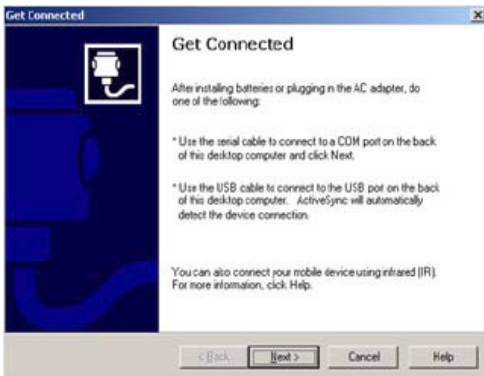 Get Connected
Get Connected
After installing batteries or plugging in the AC adapter, do
one of the following:
* Use the serial cable to connect to a COM port on the back
of this desktop computer and click Next.
* Use the USB cable to connect to the USB port on the back
of this desktop computer. ActiveSync will automatically
detect the device connection.
You can also connect your mobile device using infrared (IR).
For more information, click Help.
< Back Next > Cancel Help